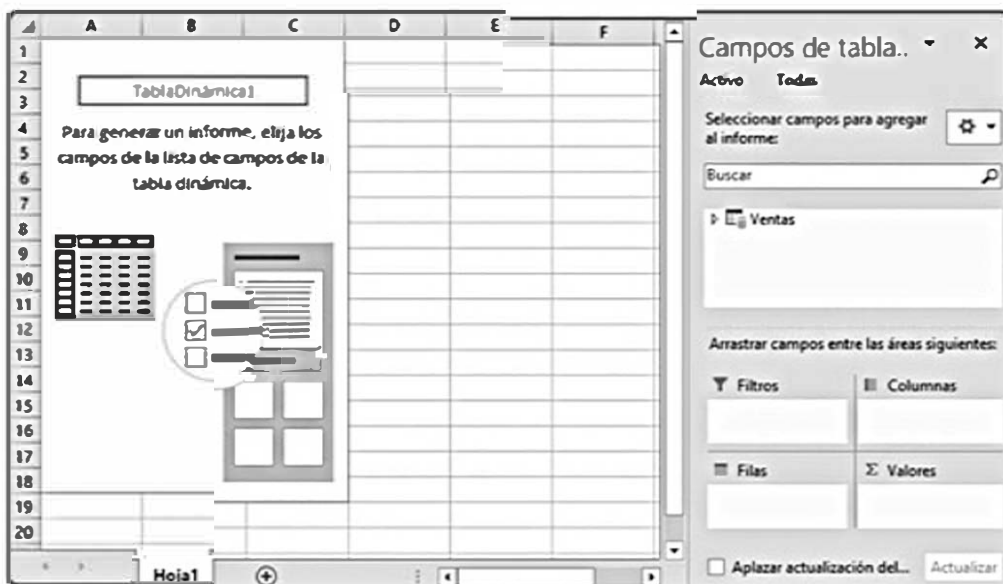 A B C D E F
1
2
3
4
5
6
7
8
9
10
11
12
13
14
15
16
17
18
19
20
TablaDinámica1
Para generar un informe, elija los
campos de la lista de campos de la
tabla dinámica.
Hoja1
Campos de tabla..
Activo Todas
Seleccionar campos para agregar
al informe:
Buscar
Ventas
Arrastrar campos entre las áreas siguientes:
Filtros Columnas
Filas Σ Valores
Aplazar actualización del... Actualizar